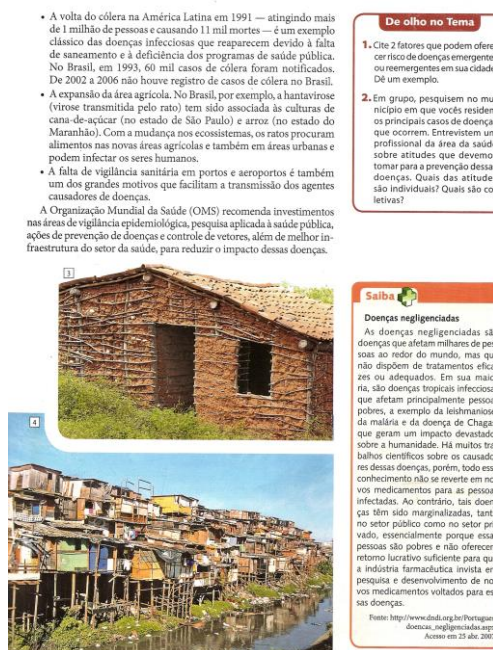 • A volta do cólera na América Latina em 1991 — atingindo mais
de 1 milhão de pessoas e causando 11 mil mortes — é um exemplo
clássico das doenças infecciosas que reaparecem devido à falta
de saneamento e à deficiência dos programas de saúde pública.
No Brasil, em 1993, 60 mil casos de cólera foram notificados.
De 2002 a 2006 não houve registro de casos de cólera no Brasil.
• A expansão da área agrícola. No Brasil, por exemplo, a hantavirose
(virose transmitida pelo rato) tem sido associada às culturas de
cana-de-açúcar (no estado de São Paulo) e arroz (no estado do
Maranhão). Com a mudança nos ecossistemas, os ratos procuram
alimentos nas novas áreas agrícolas e também em áreas urbanas e
podem infectar os seres humanos.
• A falta de vigilância sanitária em portos e aeroportos é também
um dos grandes motivos que facilitam a transmissão dos agentes
causadores de doenças.
A Organização Mundial da Saúde (OMS) recomenda investimentos
nas áreas de vigilância epidemiológica, pesquisa aplicada à saúde pública,
ações de prevenção de doenças e controle de vetores, além de melhor in-
fraestrutura do setor da saúde, para reduzir o impacto dessas doenças.
3
4
De olho no Tema
1. Cite 2 fatores que podem ofere
cer risco de doenças emergente
ou reemergentes em sua cidade
Dê um exemplo.
2. Em grupo, pesquisem no mu
nicípio em que vocês residem
os principais casos de doença
que ocorrem. Entrevistem um
profissional da área da saúde
sobre atitudes que devemo
tomar para a prevenção dessa
doenças. Quais das atitude
são individuais? Quais são co
letivas?
Saiba
Doenças negligenciadas
As doenças negligenciadas sã
doenças que afetam milhares de pes
soas ao redor do mundo, mas qu
não dispõem de tratamentos efica
zes ou adequados. Em sua maio
ria, são doenças tropicais infecciosa
que afetam principalmente pessoa
pobres, a exemplo da leishmaniose
da malária e da doença de Chaga
que geram um impacto devastado
sobre a humanidade. Há muitos tra
balhos científicos sobre os causado
res dessas doenças, porém, todo ess
conhecimento não se reverte em no
vos medicamentos para as pessoa
infectadas. Ao contrário, tais doen
ças têm sido marginalizadas, tant
no setor público como no setor pri
vado, essencialmente porque essa
pessoas são pobres e não oferecem
retorno lucrativo suficiente para qu
a indústria farmacêutica invista em
pesquisa e desenvolvimento de no
vos medicamentos voltados para es
sas doenças.
Fonte: http://www.dndi.org.br/Portugues
doencas_negligenciadas.asp
Acesso em 25 abr. 200